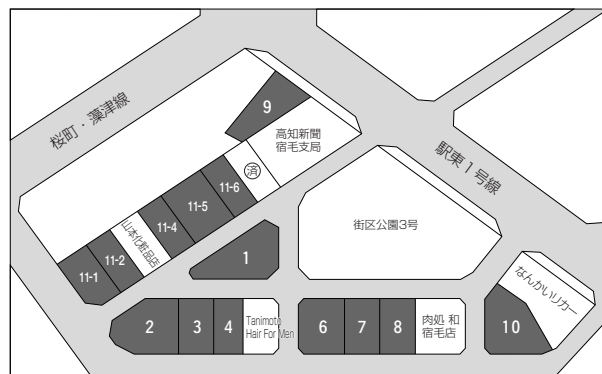 桜町・藻津線
9
高知新聞
宿毛支局
駅東1号線
済
11-6
11-5
11-4
山本化粧品店
11-2
11-1
街区公園3号
1
なんかいリカー
2
3
4
Tanimoto
Hair For Men
6
7
8
肉処 和
宿毛店
10